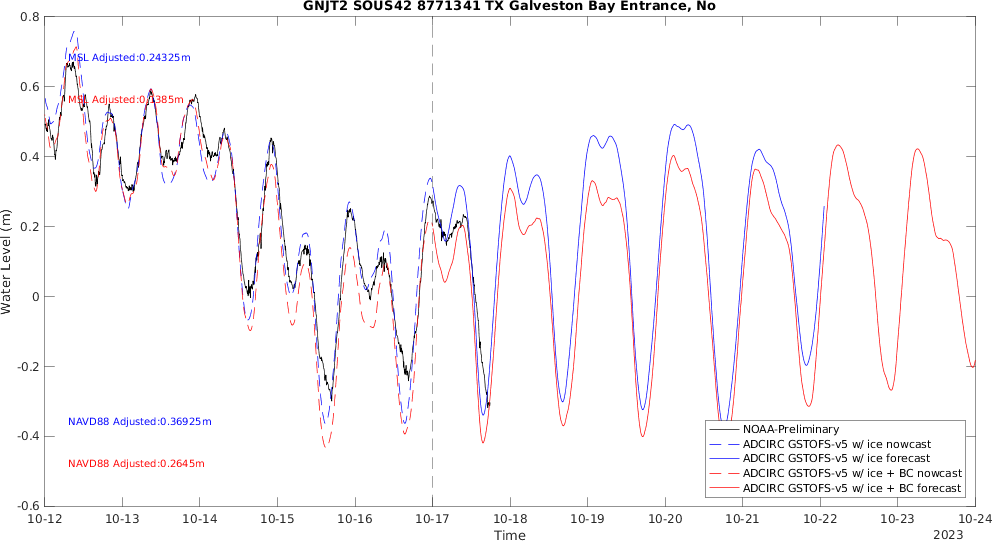 GNJT2 SOUS42 8771341 TX Galveston Bay Entrance, No
Water Level (m)
0.8
0.6
0.4
0.2
0
-0.2
-0.4
-0.6
MSL Adjusted:0.24325m
MSL
NAVD88 Adjusted:0.36925m
NAVD88 Adjusted:0.2645m
NOAA-Preliminary
ADCIRC GSTOFS-v5 w/ ice nowcast
ADCIRC GSTOFS-v5 w/ ice forecast
ADCIRC GSTOFS-v5 w/ ice + BC nowcast
ADCIRC GSTOFS-v5 w/ ice + BC forecast
10-12 10-13 10-14 10-15 10-16 10-17 10-18 10-19 10-20 10-21 10-22 10-23 10-24
Time
2023